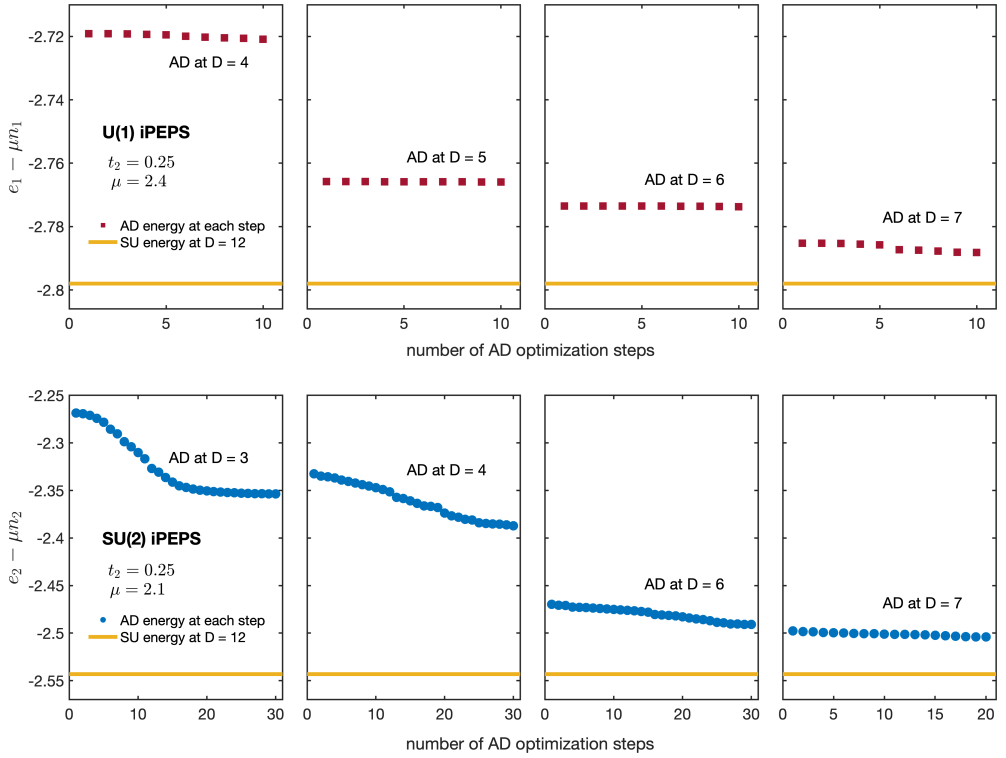 e₁ − μn₁
-2.72
-2.74
-2.76
-2.78
-2.8
AD at D = 4
U(1) iPEPS
t₂ = 0.25
μ = 2.4
AD energy at each step
SU energy at D = 12
AD at D = 5
AD at D = 6
AD at D = 7
0 5 10 0 5 10 0 5 10 0 5 10
number of AD optimization steps
e₂ − μn₂
-2.25
-2.3
-2.35
-2.4
-2.45
-2.5
-2.55
AD at D = 3
SU(2) iPEPS
t₂ = 0.25
μ = 2.1
AD energy at each step
SU energy at D = 12
AD at D = 4
AD at D = 6
AD at D = 7
0 10 20 30 0 10 20 30 0 10 20 30 0 5 10 15 20
number of AD optimization steps